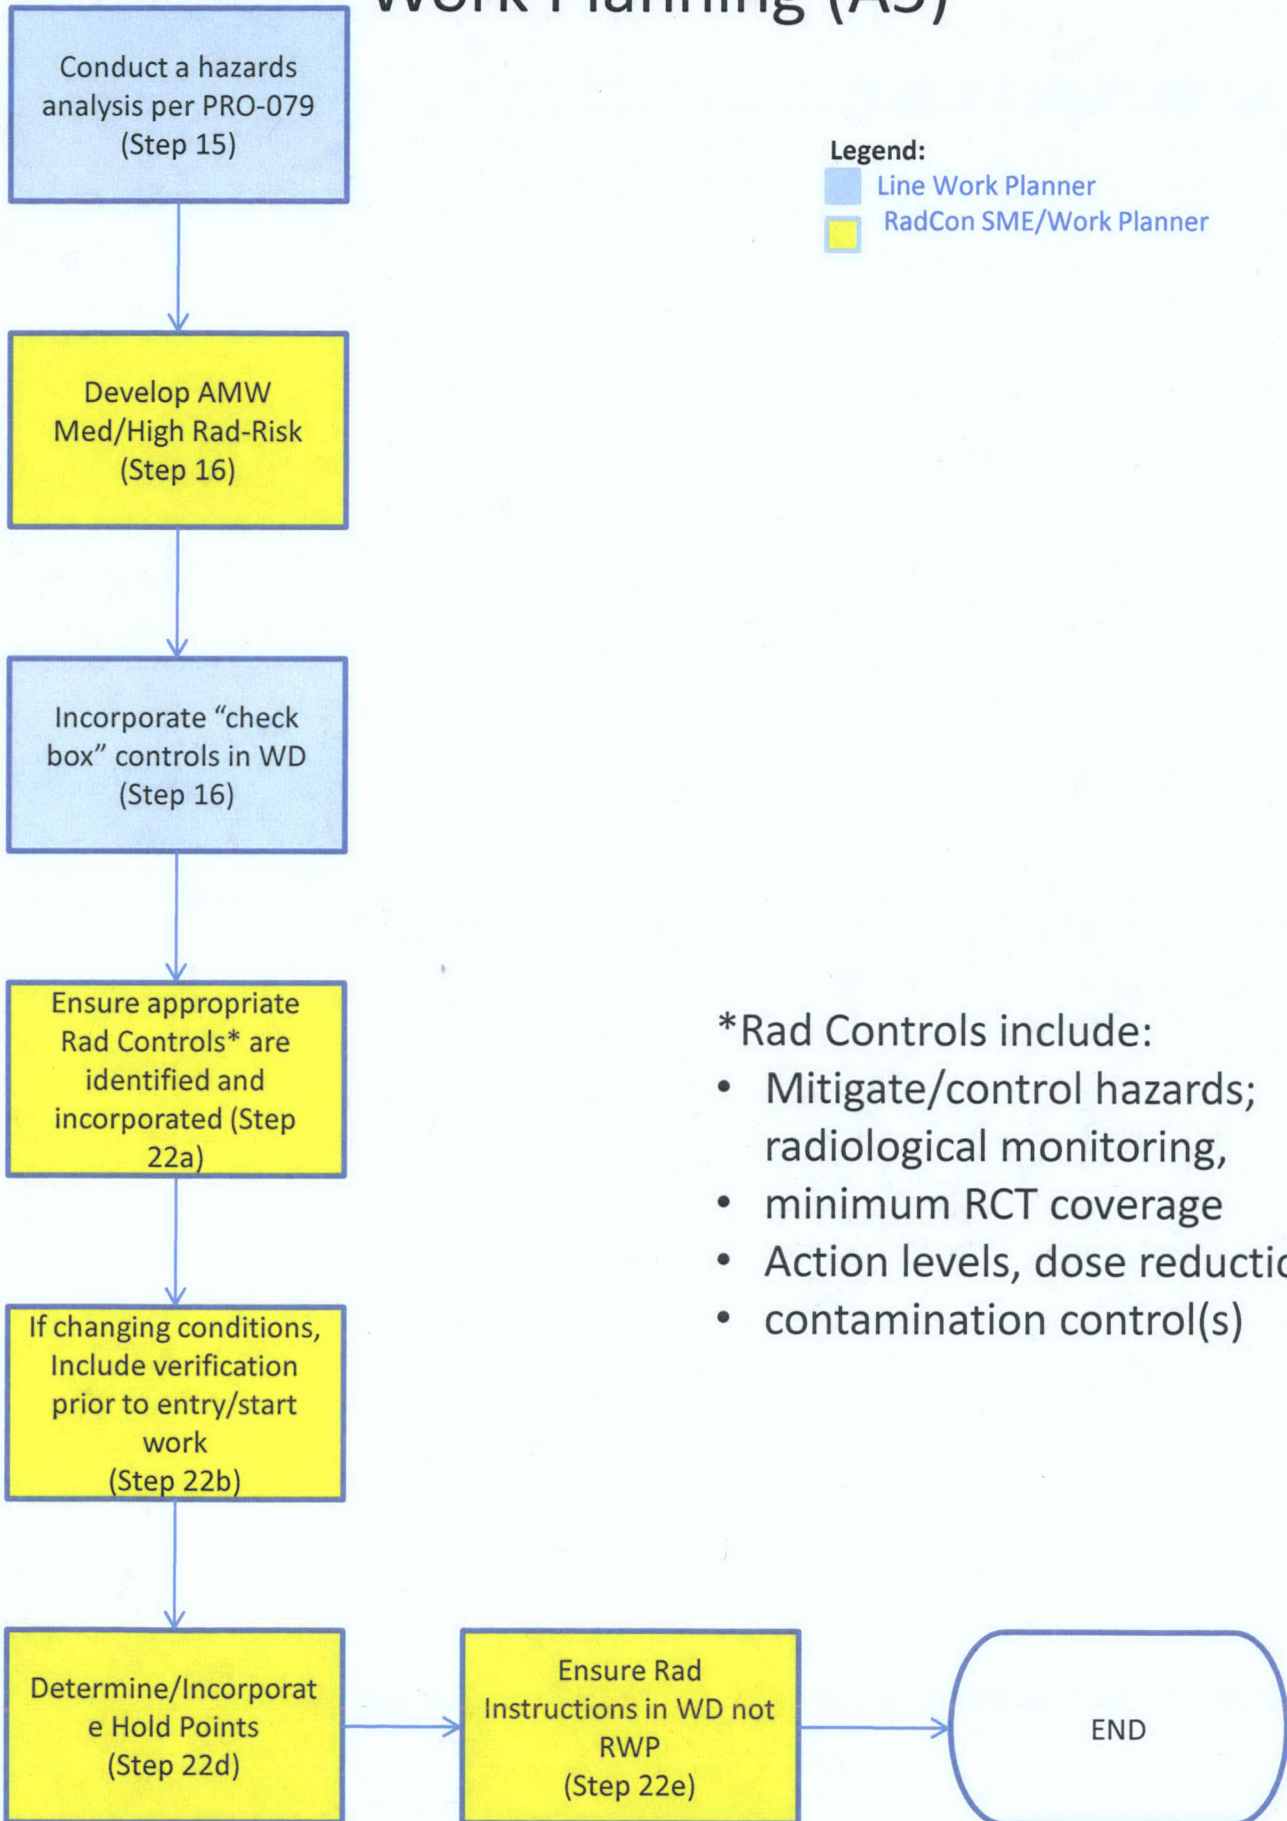 Work Planning (A3)
Conduct a hazards
analysis per PRO-079
(Step 15)
Legend:
Line Work Planner
RadCon SME/Work Planner
Develop AMW
Med/High Rad-Risk
(Step 16)
Incorporate “check
box” controls in WD
(Step 16)
Ensure appropriate
Rad Controls* are
identified and
incorporated (Step
22a)
*Rad Controls include:
• Mitigate/control hazards;
radiological monitoring,
• minimum RCT coverage
• Action levels, dose reductio
• contamination control(s)
If changing conditions,
Include verification
prior to entry/start
work
(Step 22b)
Determine/Incorporat
e Hold Points
(Step 22d)
Ensure Rad
Instructions in WD not
RWP
(Step 22e)
END